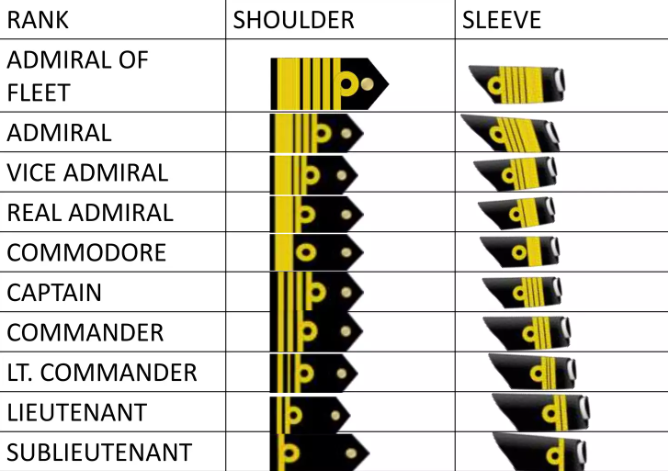 RANK SHOULDER SLEEVE
ADMIRAL OF
FLEET
ADMIRAL
VICE ADMIRAL
REAL ADMIRAL
COMMODORE
CAPTAIN
COMMANDER
LT. COMMANDER
LIEUTENANT
SUBLIEUTENANT